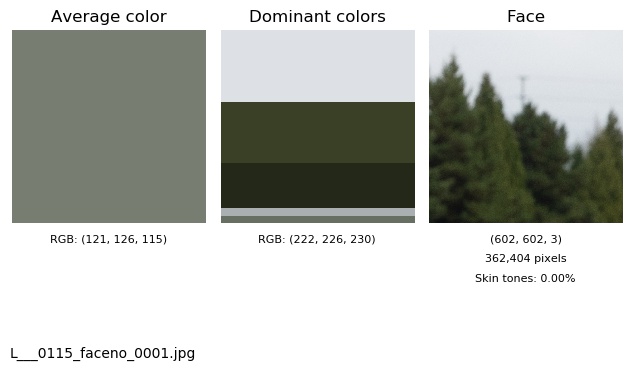 Average color
Dominant colors
Face
RGB: (121, 126, 115)
RGB: (222, 226, 230)
(602, 602, 3)
362,404 pixels
Skin tones: 0.00%
L___0115_faceno_0001.jpg